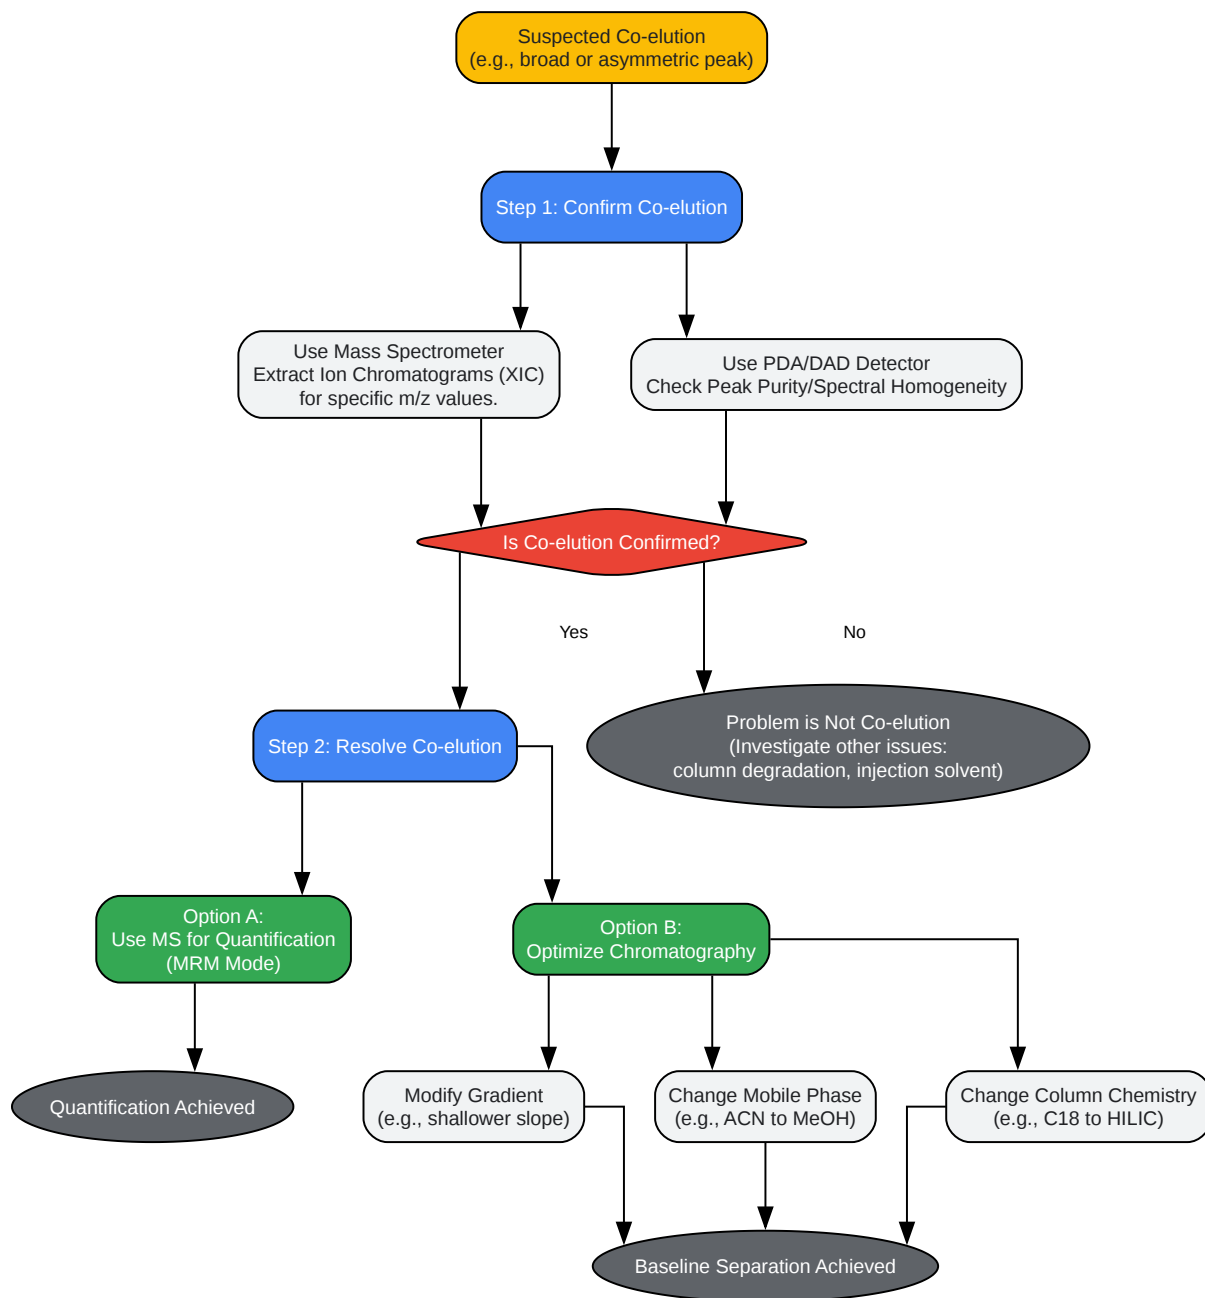 Suspected Co-elution
(e.g., broad or asymmetric peak)
Step 1: Confirm Co-elution
Use Mass Spectrometer
Extract Ion Chromatograms (XIC)
for specific m/z values.
Use PDA/DAD Detector
Check Peak Purity/Spectral Homogeneity
Is Co-elution Confirmed?
Yes
No
Step 2: Resolve Co-elution
Problem is Not Co-elution
(Investigate other issues:
column degradation, injection solvent)
Option A:
Use MS for Quantification
(MRM Mode)
Option B:
Optimize Chromatography
Quantification Achieved
Modify Gradient
(e.g., shallower slope)
Change Mobile Phase
(e.g., ACN to MeOH)
Change Column Chemistry
(e.g., C18 to HILIC)
Baseline Separation Achieved